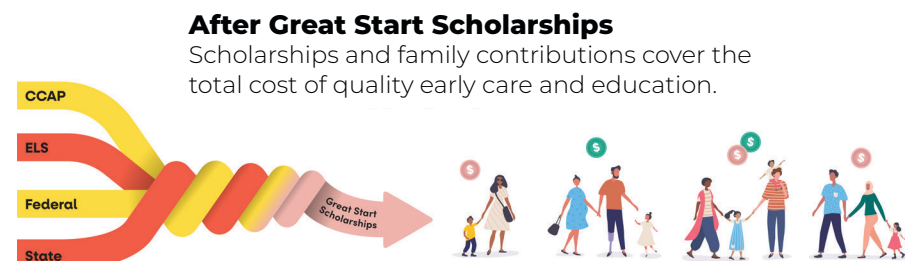 After Great Start Scholarships
Scholarships and family contributions cover the
total cost of quality early care and education.
CCAP
ELS
Federal
State
Great Start
Scholarships
$
$
$
$
$